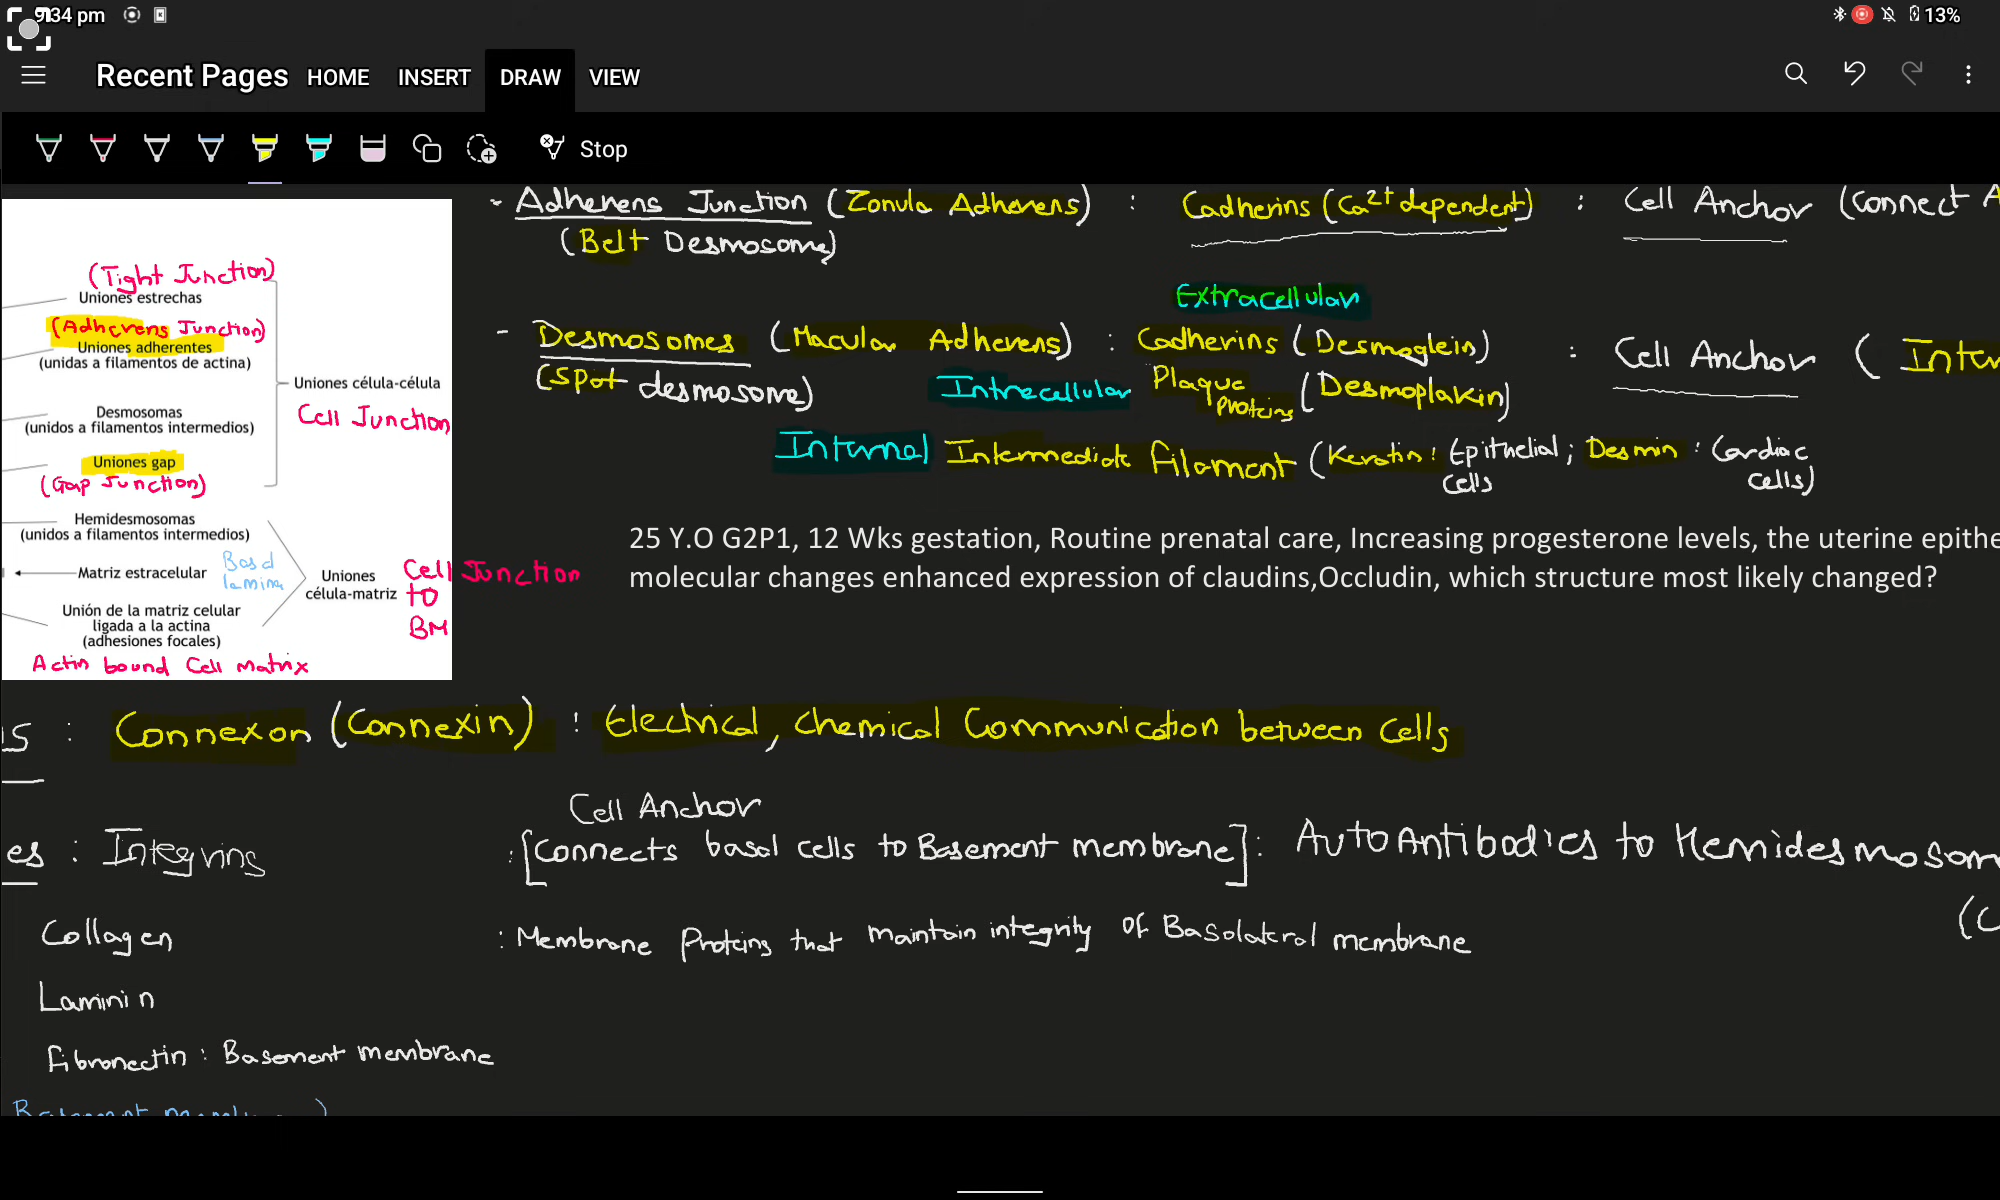 9:34 pm
13%
Recent Pages HOME INSERT DRAW VIEW
Stop
- Adherens Junction (Zonula Adherens) : Cadherins (Ca2+ dependent) : Cell Anchor (Connect A
(Belt Desmosome)
(Tight Junction)
Uniones estrechas
(Adherens Junction)
Uniones adherentes
(unidas a filamentos de actina)
Uniones célula-célula
Cell Junction
Desmosomas
(unidos a filamentos intermedios)
Uniones gap
(Gap Junction)
Hemidesmosomas
(unidos a filamentos intermedios)
Matriz estracelular
Basal
lamina
Uniones
célula-matriz
Cell Junction
to
BM
Unión de la matriz celular
ligada a la actina
(adhesiones focales)
Actin bound Cell matrix
Extracellular
- Desmosomes (Macular Adherens) : Cadherins (Desmoglein) : Cell Anchor ( Inter
(Spot desmosome) Intracellular Plaque Proteins (Desmoplakin)
Internal Intermediate filament (Keratin : Epithelial cells ; Desmin : Cardiac cells)
25 Y.O G2P1, 12 Wks gestation, Routine prenatal care, Increasing progesterone levels, the uterine epithe
molecular changes enhanced expression of claudins,Occludin, which structure most likely changed?
ns : Connexon (Connexin) : Electrical, Chemical Communication between Cells
Cell Anchor
es : Integrins : [Connects basal cells to Basement membrane] : AutoAntibodies to Hemidesmosom
(C
Collagen : Membrane Proteins that maintain integrity of Basolateral membrane
Laminin
fibronectin : Basement membrane